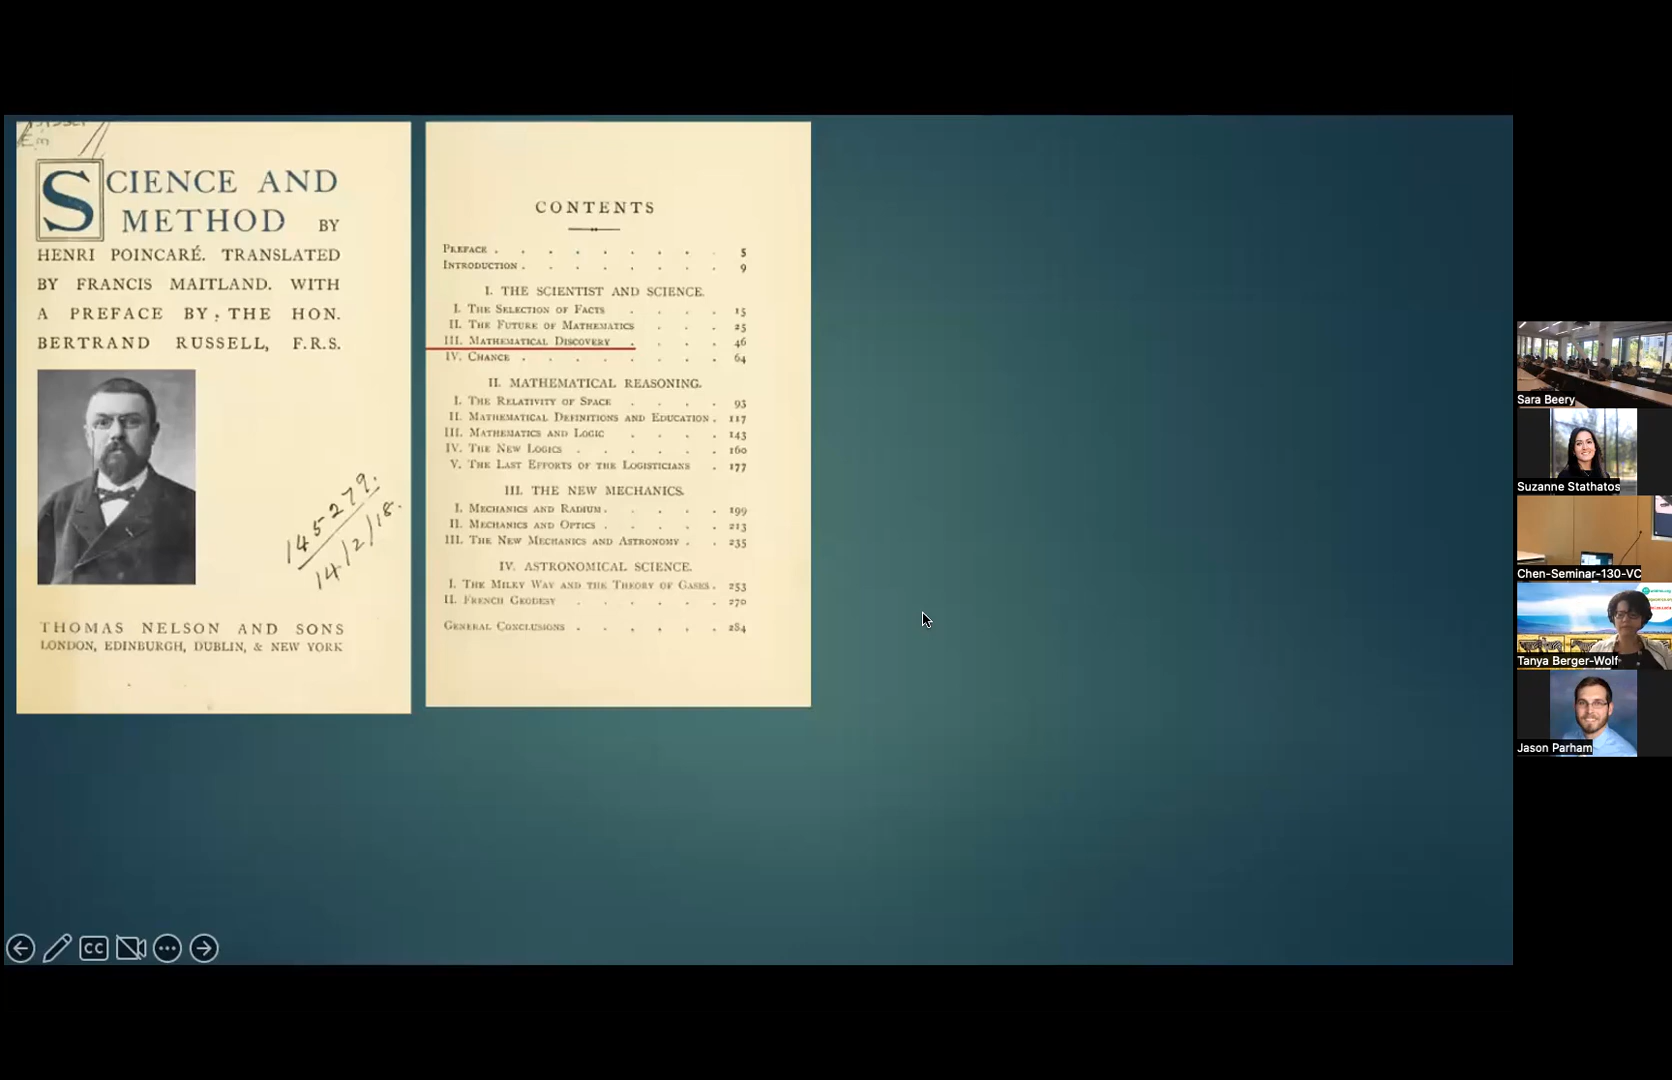 SCIENCE AND
METHOD BY
HENRI POINCARÉ. TRANSLATED
BY FRANCIS MAITLAND. WITH
A PREFACE BY THE HON.
BERTRAND RUSSELL, F.R.S.
145279.
14/2/18.
THOMAS NELSON AND SONS
LONDON, EDINBURGH, DUBLIN, & NEW YORK
CONTENTS
PREFACE . . . . . . . . 5
INTRODUCTION . . . . . . . . 9
I. THE SCIENTIST AND SCIENCE.
I. THE SELECTION OF FACTS . . . . 15
II. THE FUTURE OF MATHEMATICS . . . 25
III. MATHEMATICAL DISCOVERY . . . . 46
IV. CHANCE . . . . . . . . 64
II. MATHEMATICAL REASONING.
I. THE RELATIVITY OF SPACE . . . . 93
II. MATHEMATICAL DEFINITIONS AND EDUCATION . 117
III. MATHEMATICS AND LOGIC . . . . 143
IV. THE NEW LOGICS . . . . . . 160
V. THE LAST EFFORTS OF THE LOGISTICIANS . 177
III. THE NEW MECHANICS.
I. MECHANICS AND RADIUM . . . . . 199
II. MECHANICS AND OPTICS . . . . . 213
III. THE NEW MECHANICS AND ASTRONOMY . . 235
IV. ASTRONOMICAL SCIENCE.
I. THE MILKY WAY AND THE THEORY OF GASES . 253
II. FRENCH GEODESY . . . . . . 270
GENERAL CONCLUSIONS . . . . . . 284
CC
Sara Beery
Suzanne Stathatos
Chen-Seminar-130-VC
Tanya Berger-Wolf
Jason Parham